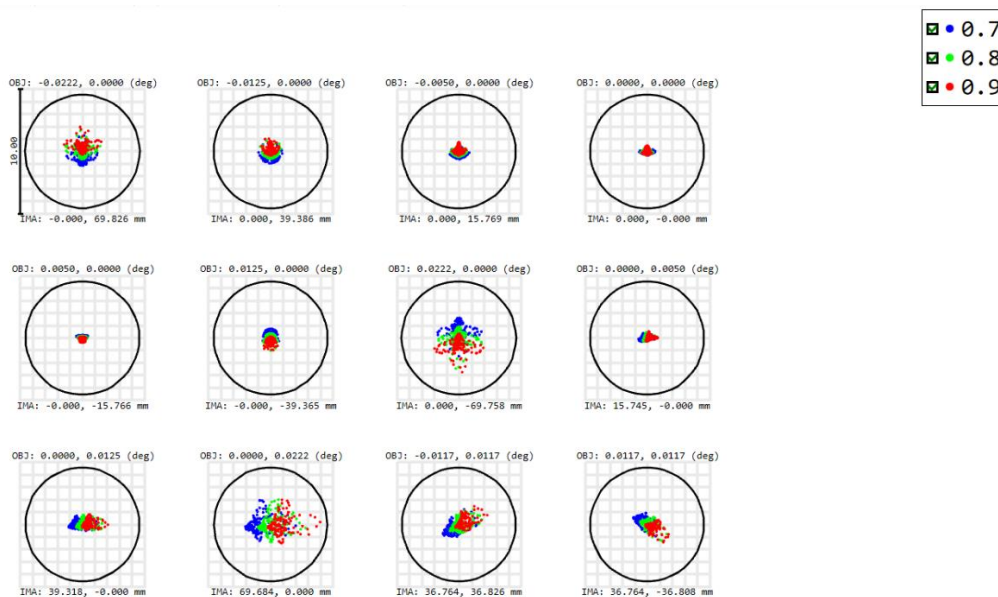 0.7
0.8
0.9
OBJ: -0.0222, 0.0000 (deg)
OBJ: -0.0125, 0.0000 (deg)
OBJ: -0.0050, 0.0000 (deg)
OBJ: 0.0000, 0.0000 (deg)
10.00
IMA: -0.000, 69.826 mm
IMA: 0.000, 39.386 mm
IMA: 0.000, 15.769 mm
IMA: 0.000, -0.000 mm
OBJ: 0.0050, 0.0000 (deg)
OBJ: 0.0125, 0.0000 (deg)
OBJ: 0.0222, 0.0000 (deg)
OBJ: 0.0000, 0.0050 (deg)
IMA: -0.000, -15.766 mm
IMA: -0.000, -39.365 mm
IMA: 0.000, -69.758 mm
IMA: 15.745, -0.000 mm
OBJ: 0.0000, 0.0125 (deg)
OBJ: 0.0000, 0.0222 (deg)
OBJ: -0.0117, 0.0117 (deg)
OBJ: 0.0117, 0.0117 (deg)
IMA: 39.318, -0.000 mm
IMA: 69.684, 0.000 mm
IMA: 36.764, 36.826 mm
IMA: 36.764, -36.808 mm